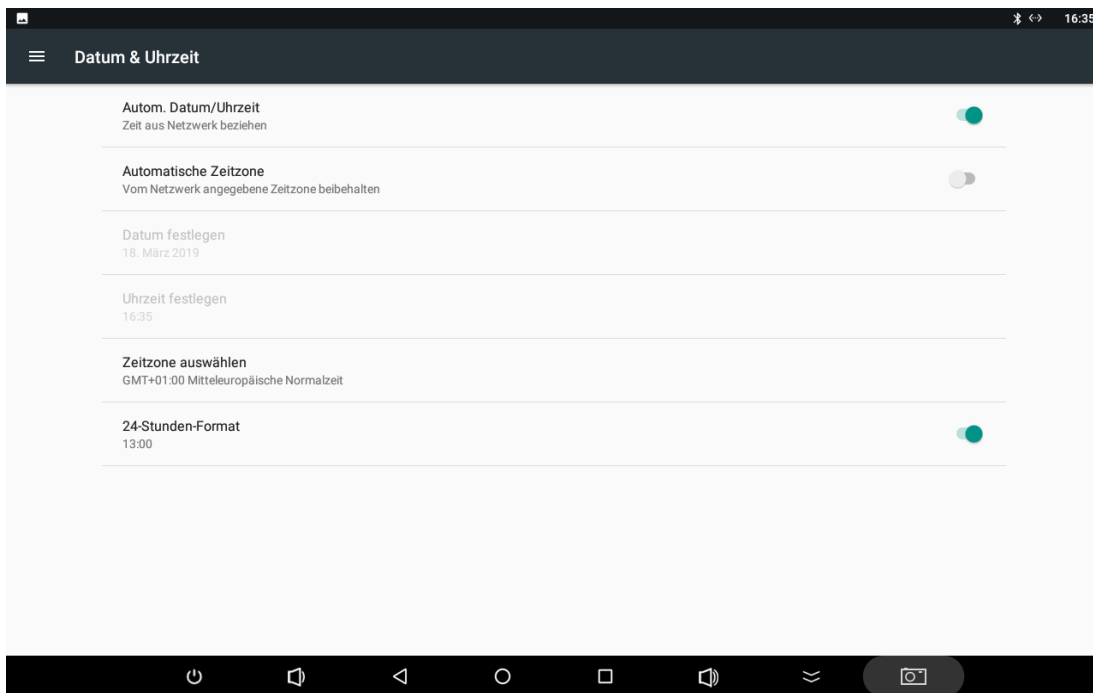 16:35
Datum & Uhrzeit
Autom. Datum/Uhrzeit
Zeit aus Netzwerk beziehen
Automatische Zeitzone
Vom Netzwerk angegebene Zeitzone beibehalten
Datum festlegen
18. März 2019
Uhrzeit festlegen
16:35
Zeitzone auswählen
GMT+01:00 Mitteleuropäische Normalzeit
24-Stunden-Format
13:00